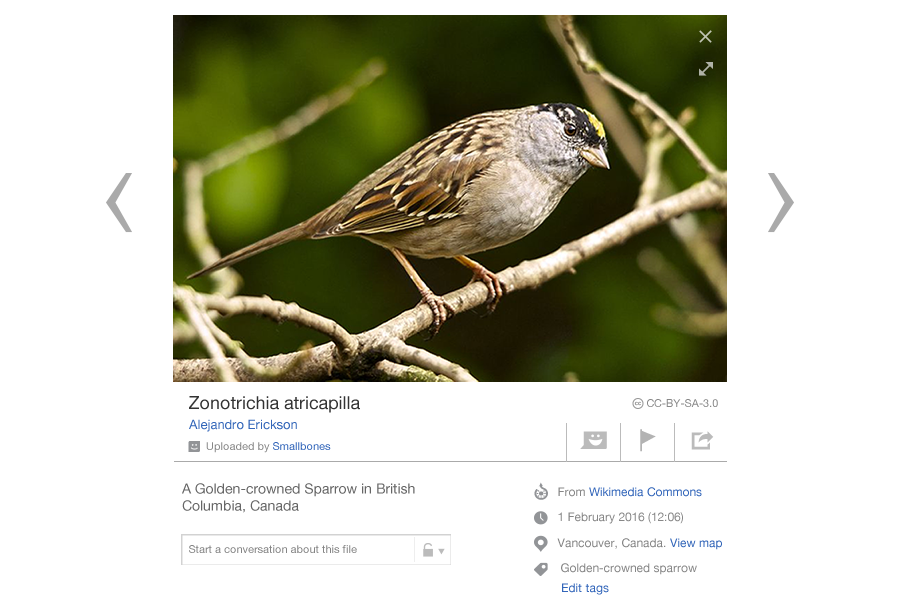 Zonotrichia atricapilla
CC-BY-SA-3.0
Alejandro Erickson
Uploaded by Smallbones
A Golden-crowned Sparrow in British
Columbia, Canada
Start a conversation about this file
From Wikimedia Commons
1 February 2016 (12:06)
Vancouver, Canada. View map
Golden-crowned sparrow
Edit tags